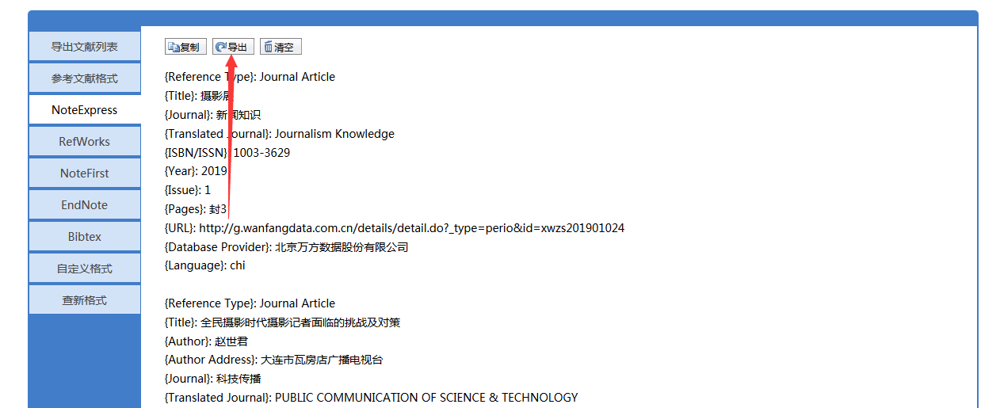 导出文献列表
参考文献格式
NoteExpress
RefWorks
NoteFirst
EndNote
Bibtex
自定义格式
查新格式
复制 导出 清空
{Reference Type}: Journal Article
{Title}: 摄影展
{Journal}: 新闻知识
{Translated Journal}: Journalism Knowledge
{ISBN/ISSN}: 1003-3629
{Year}: 2019
{Issue}: 1
{Pages}: 封3
{URL}: http://g.wanfangdata.com.cn/details/detail.do?_type=perio&id=xwzs201901024
{Database Provider}: 北京万方数据股份有限公司
{Language}: chi
{Reference Type}: Journal Article
{Title}: 全民摄影时代摄影记者面临的挑战及对策
{Author}: 赵世君
{Author Address}: 大连市瓦房店广播电视台
{Journal}: 科技传播
{Translated Journal}: PUBLIC COMMUNICATION OF SCIENCE & TECHNOLOGY